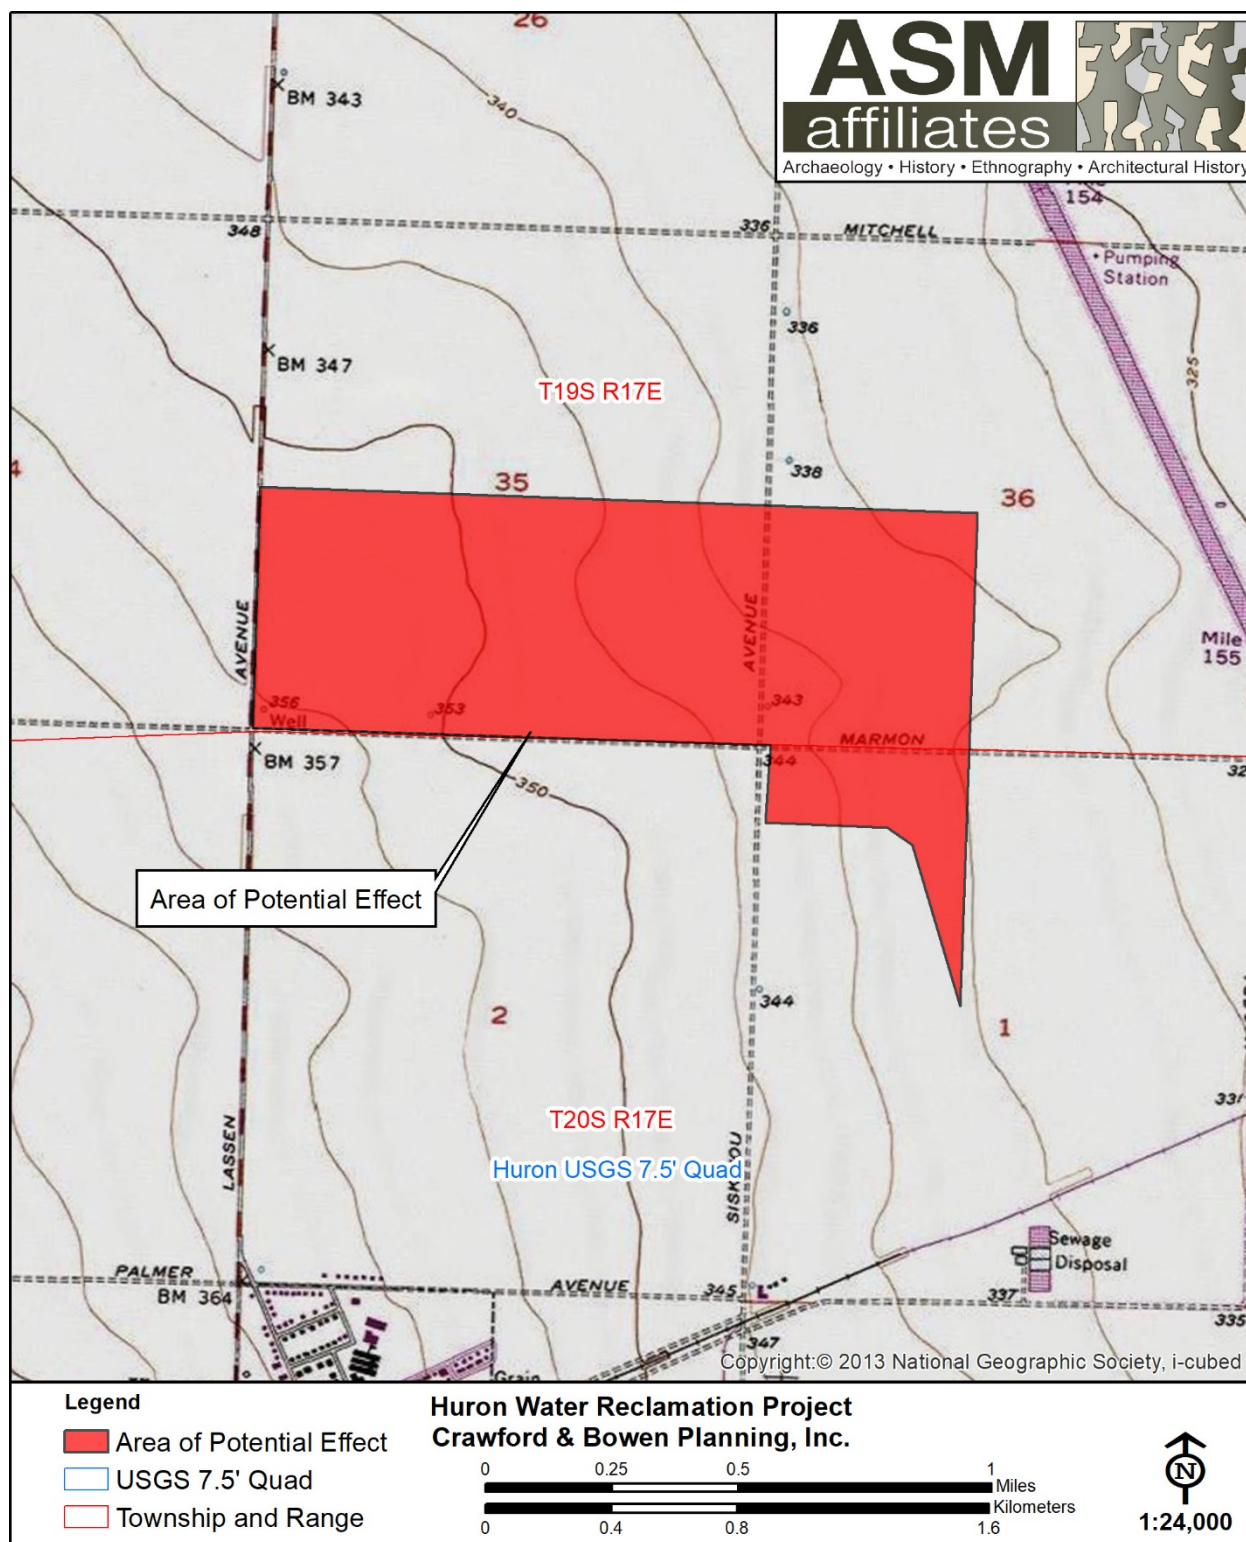 26
ASM
affiliates
Archaeology • History • Ethnography • Architectural History
BM 343
340
154
348
336
MITCHELL
Pumping
Station
336
BM 347
325
T19S R17E
338
4
35
36
AVENUE
AVENUE
Mile
155
356
Well
353
343
MARMON
BM 357
344
32
350
Area of Potential Effect
344
2
1
T20S R17E
Huron USGS 7.5' Quad
LASSEN
SISKIYOU
Sewage
Disposal
PALMER
AVENUE
BM 364
345
337
335
347
Grain
Copyright:© 2013 National Geographic Society, i-cubed
Legend
Area of Potential Effect
USGS 7.5' Quad
Township and Range
Huron Water Reclamation Project
Crawford & Bowen Planning, Inc.
0 0.25 0.5 1
Miles
Kilometers
0 0.4 0.8 1.6
N
1:24,000